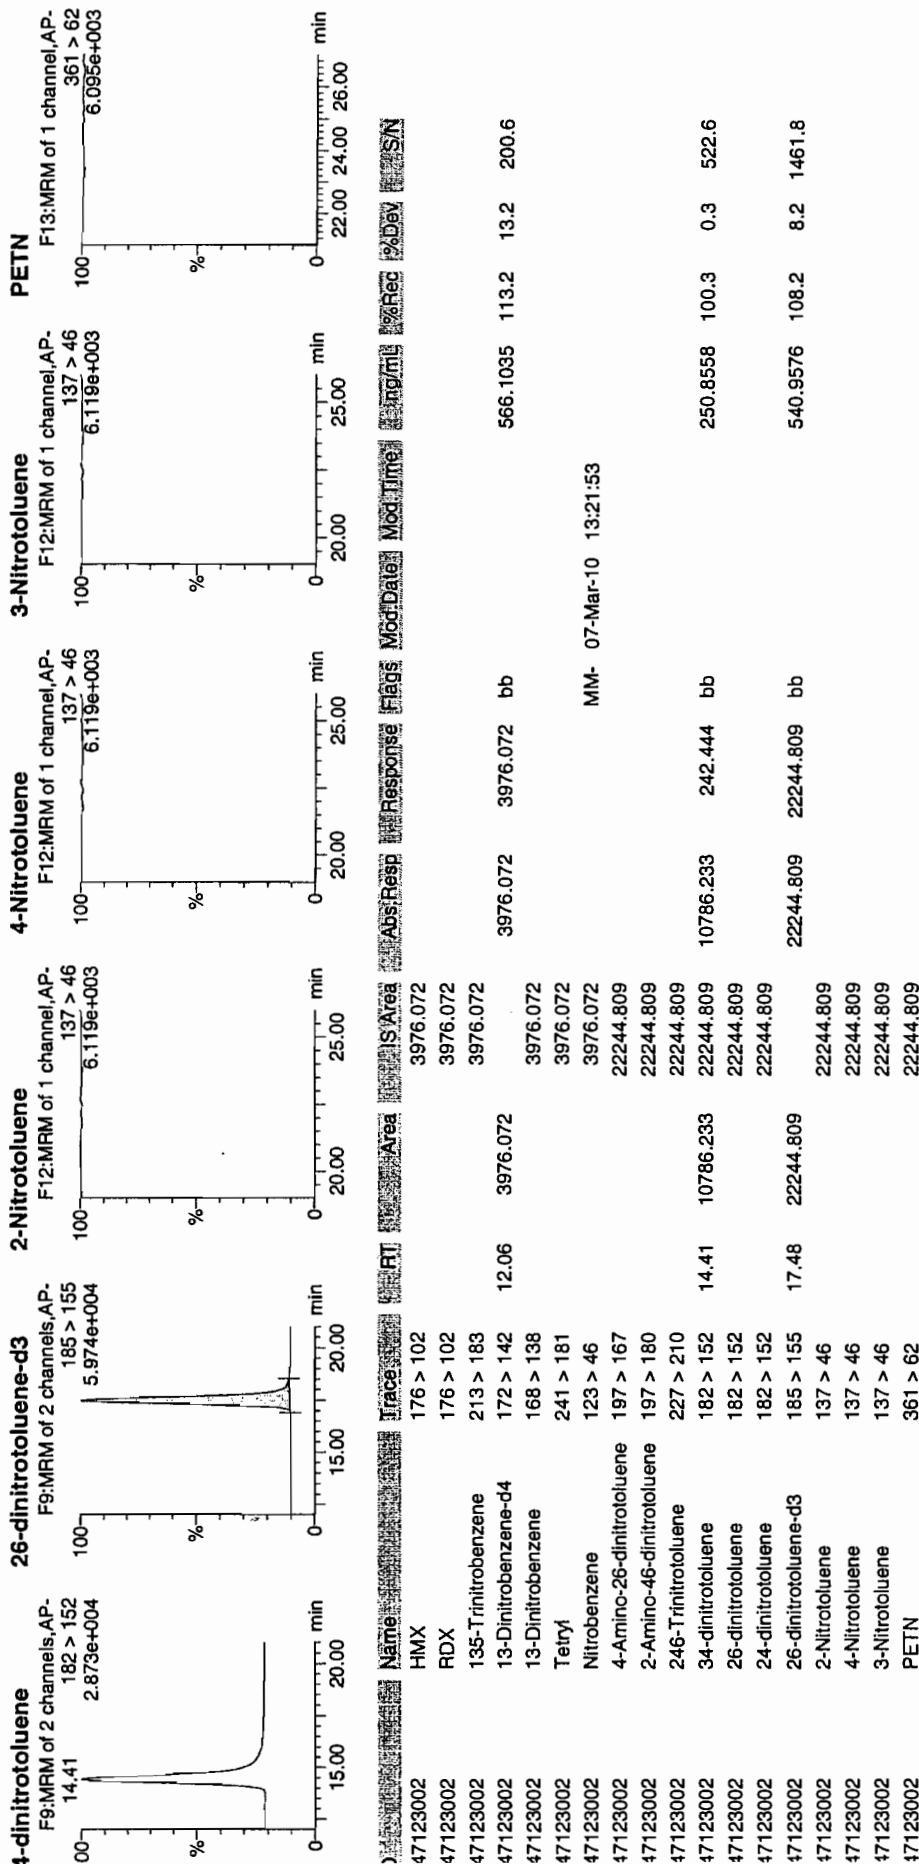 4-dinitrotoluene
F9:MRM of 2 channels,AP-
182 > 152
14.41
2.873e+004
00
%
0
15.00
20.00
min
26-dinitrotoluene-d3
F9:MRM of 2 channels,AP-
185 > 155
5.974e+004
100
%
0
15.00
20.00
min
2-Nitrotoluene
F12:MRM of 1 channel,AP-
137 > 46
6.119e+003
100
%
0
20.00
25.00
min
4-Nitrotoluene
F12:MRM of 1 channel,AP-
137 > 46
6.119e+003
100
%
0
20.00
25.00
min
3-Nitrotoluene
F12:MRM of 1 channel,AP-
137 > 46
6.119e+003
100
%
0
20.00
25.00
min
PETN
F13:MRM of 1 channel,AP-
361 > 62
6.095e+003
100
%
0
22.00
24.00
26.00
min
Name Trace RT Area IS Area Abs.Resp Response Flags Mod.Date Mod.Time ng/mL %Rec %Dev S/N
47123002 HMX 176 > 102 3976.072
47123002 RDX 176 > 102 3976.072
47123002 135-Trinitrobenzene 213 > 183 3976.072
47123002 13-Dinitrobenzene-d4 172 > 142 12.06 3976.072 3976.072 3976.072 bb 566.1035 113.2 13.2 200.6
47123002 13-Dinitrobenzene 168 > 138 3976.072
47123002 Tetryl 241 > 181 3976.072
47123002 Nitrobenzene 123 > 46 3976.072 MM- 07-Mar-10 13:21:53
47123002 4-Amino-26-dinitrotoluene 197 > 167 22244.809
47123002 2-Amino-46-dinitrotoluene 197 > 180 22244.809
47123002 246-Trinitrotoluene 227 > 210 22244.809
47123002 34-dinitrotoluene 182 > 152 14.41 10786.233 22244.809 10786.233 242.444 bb 250.8558 100.3 0.3 522.6
47123002 26-dinitrotoluene 182 > 152 22244.809
47123002 24-dinitrotoluene 182 > 152 22244.809
47123002 26-dinitrotoluene-d3 185 > 155 17.48 22244.809 22244.809 22244.809 bb 540.9576 108.2 8.2 1461.8
47123002 2-Nitrotoluene 137 > 46 22244.809
47123002 4-Nitrotoluene 137 > 46 22244.809
47123002 3-Nitrotoluene 137 > 46 22244.809
47123002 PETN 361 > 62 22244.809